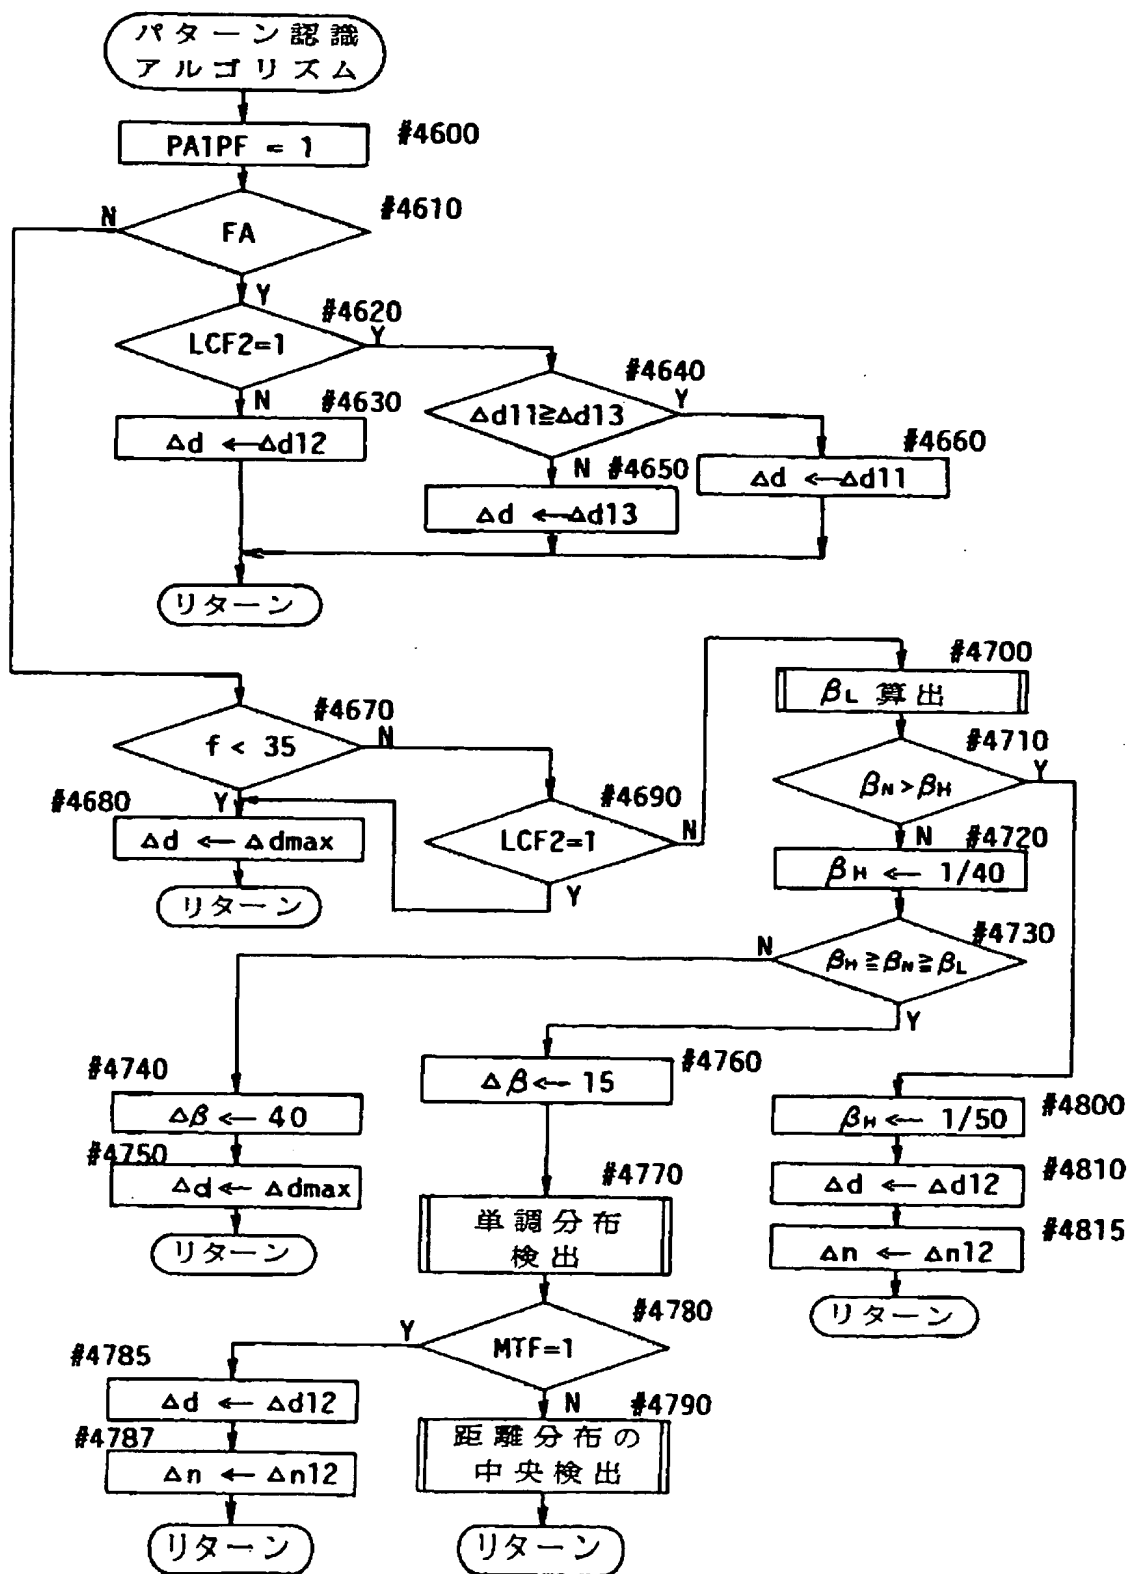 パターン認識
アルゴリズム
PA1PF = 1
#4600
FA
#4610
N
Y
LCF2=1
#4620
Y
N
#4630
Δd ← Δd12
Δd11≧Δd13
#4640
Y
N
#4650
Δd ← Δd13
#4660
Δd ← Δd11
リターン
f < 35
#4670
N
Y
#4680
Δd ← Δdmax
リターン
LCF2=1
#4690
N
Y
#4700
βL 算出
#4710
βN > βH
Y
N
#4720
βH ← 1/40
#4730
βH ≧ βN ≧ βL
N
Y
#4740
Δβ ← 40
#4750
Δd ← Δdmax
リターン
#4760
Δβ ← 15
#4770
単調分布
検出
#4780
MTF=1
Y
N
#4785
Δd ← Δd12
#4787
Δn ← Δn12
リターン
#4790
距離分布の
中央検出
リターン
#4800
βH ← 1/50
#4810
Δd ← Δd12
#4815
Δn ← Δn12
リターン